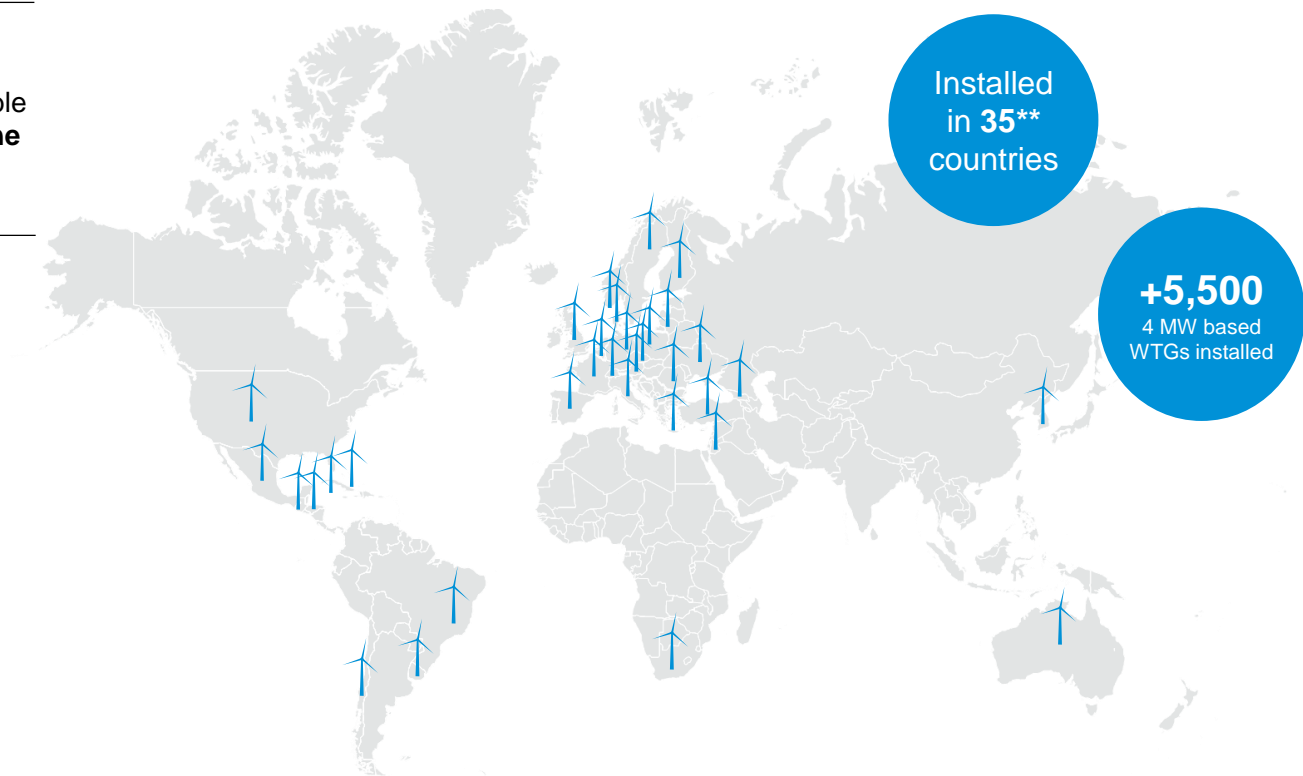 Installed
in 35**
countries
+5,500
4 MW based
WTGs installed